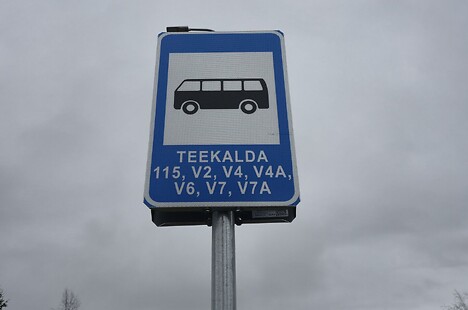 TEEKALDA
115, V2, V4, V4A,
V6, V7, V7A